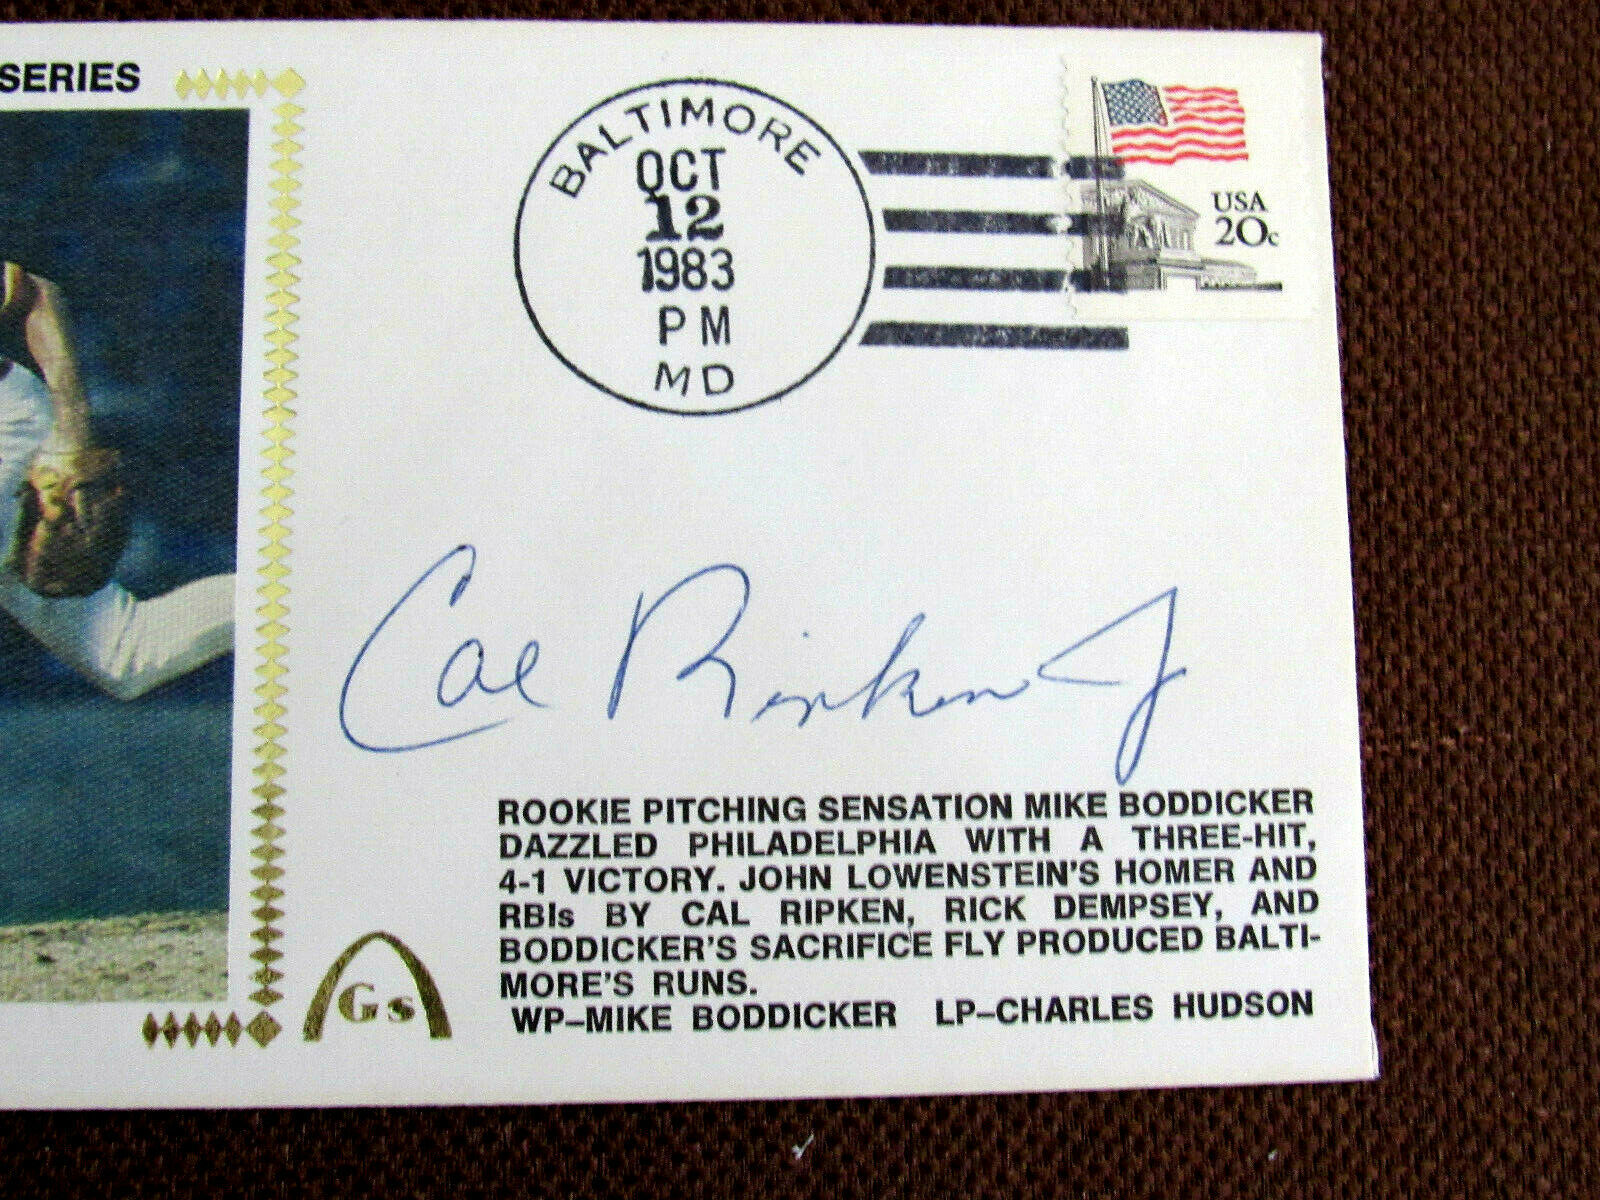 SERIES
BALTIMORE
OCT
12
1983
PM
MD
USA
20c
Cal Ripken Jr
ROOKIE PITCHING SENSATION MIKE BODDICKER
DAZZLED PHILADELPHIA WITH A THREE-HIT,
4-1 VICTORY. JOHN LOWENSTEIN'S HOMER AND
RBIs BY CAL RIPKEN, RICK DEMPSEY, AND
BODDICKER'S SACRIFICE FLY PRODUCED BALTI-
MORE'S RUNS.
WP–MIKE BODDICKER LP–CHARLES HUDSON
Gs